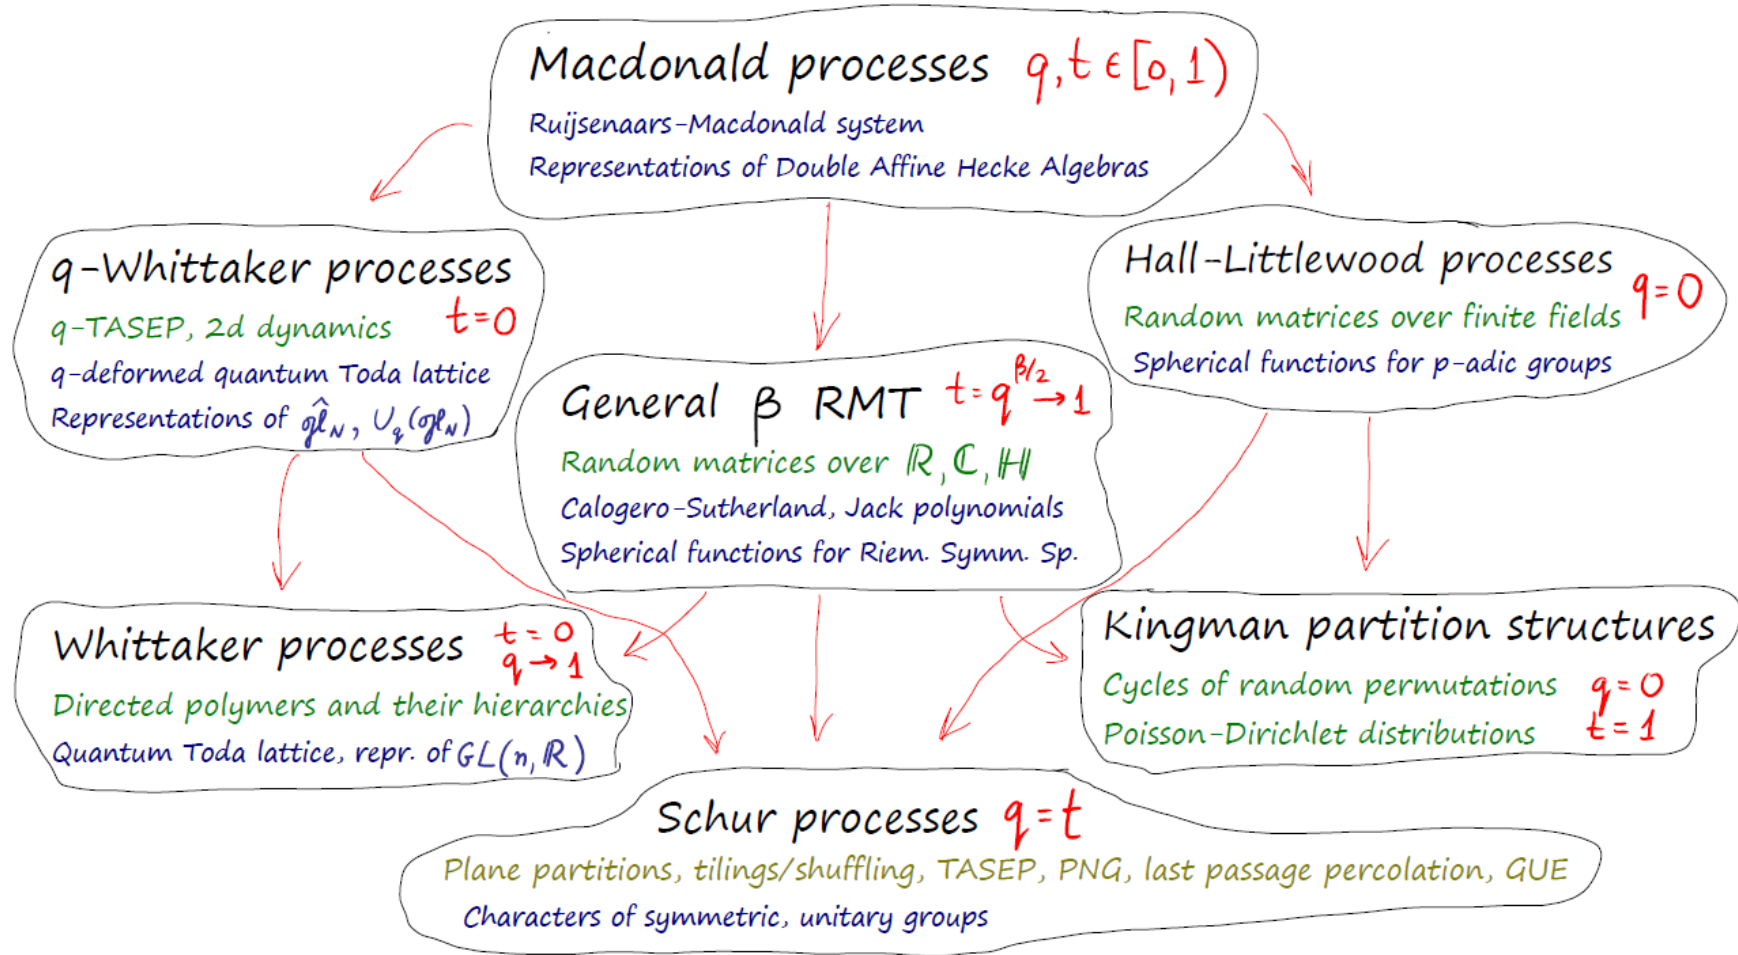 Macdonald processes q, t ∈ [0, 1)
Ruijsenaars-Macdonald system
Representations of Double Affine Hecke Algebras
q-Whittaker processes
t = 0
q-TASEP, 2d dynamics
q-deformed quantum Toda lattice
Representations of ĝl_N, U_q(gl_N)
Hall-Littlewood processes
q = 0
Random matrices over finite fields
Spherical functions for p-adic groups
General β RMT t = q^{β/2} → 1
Random matrices over ℝ, ℂ, ℍ
Calogero-Sutherland, Jack polynomials
Spherical functions for Riem. Symm. Sp.
Whittaker processes
t = 0
q → 1
Directed polymers and their hierarchies
Quantum Toda lattice, repr. of GL(n, ℝ)
Kingman partition structures
Cycles of random permutations q = 0
Poisson-Dirichlet distributions t = 1
Schur processes q = t
Plane partitions, tilings/shuffling, TASEP, PNG, last passage percolation, GUE
Characters of symmetric, unitary groups